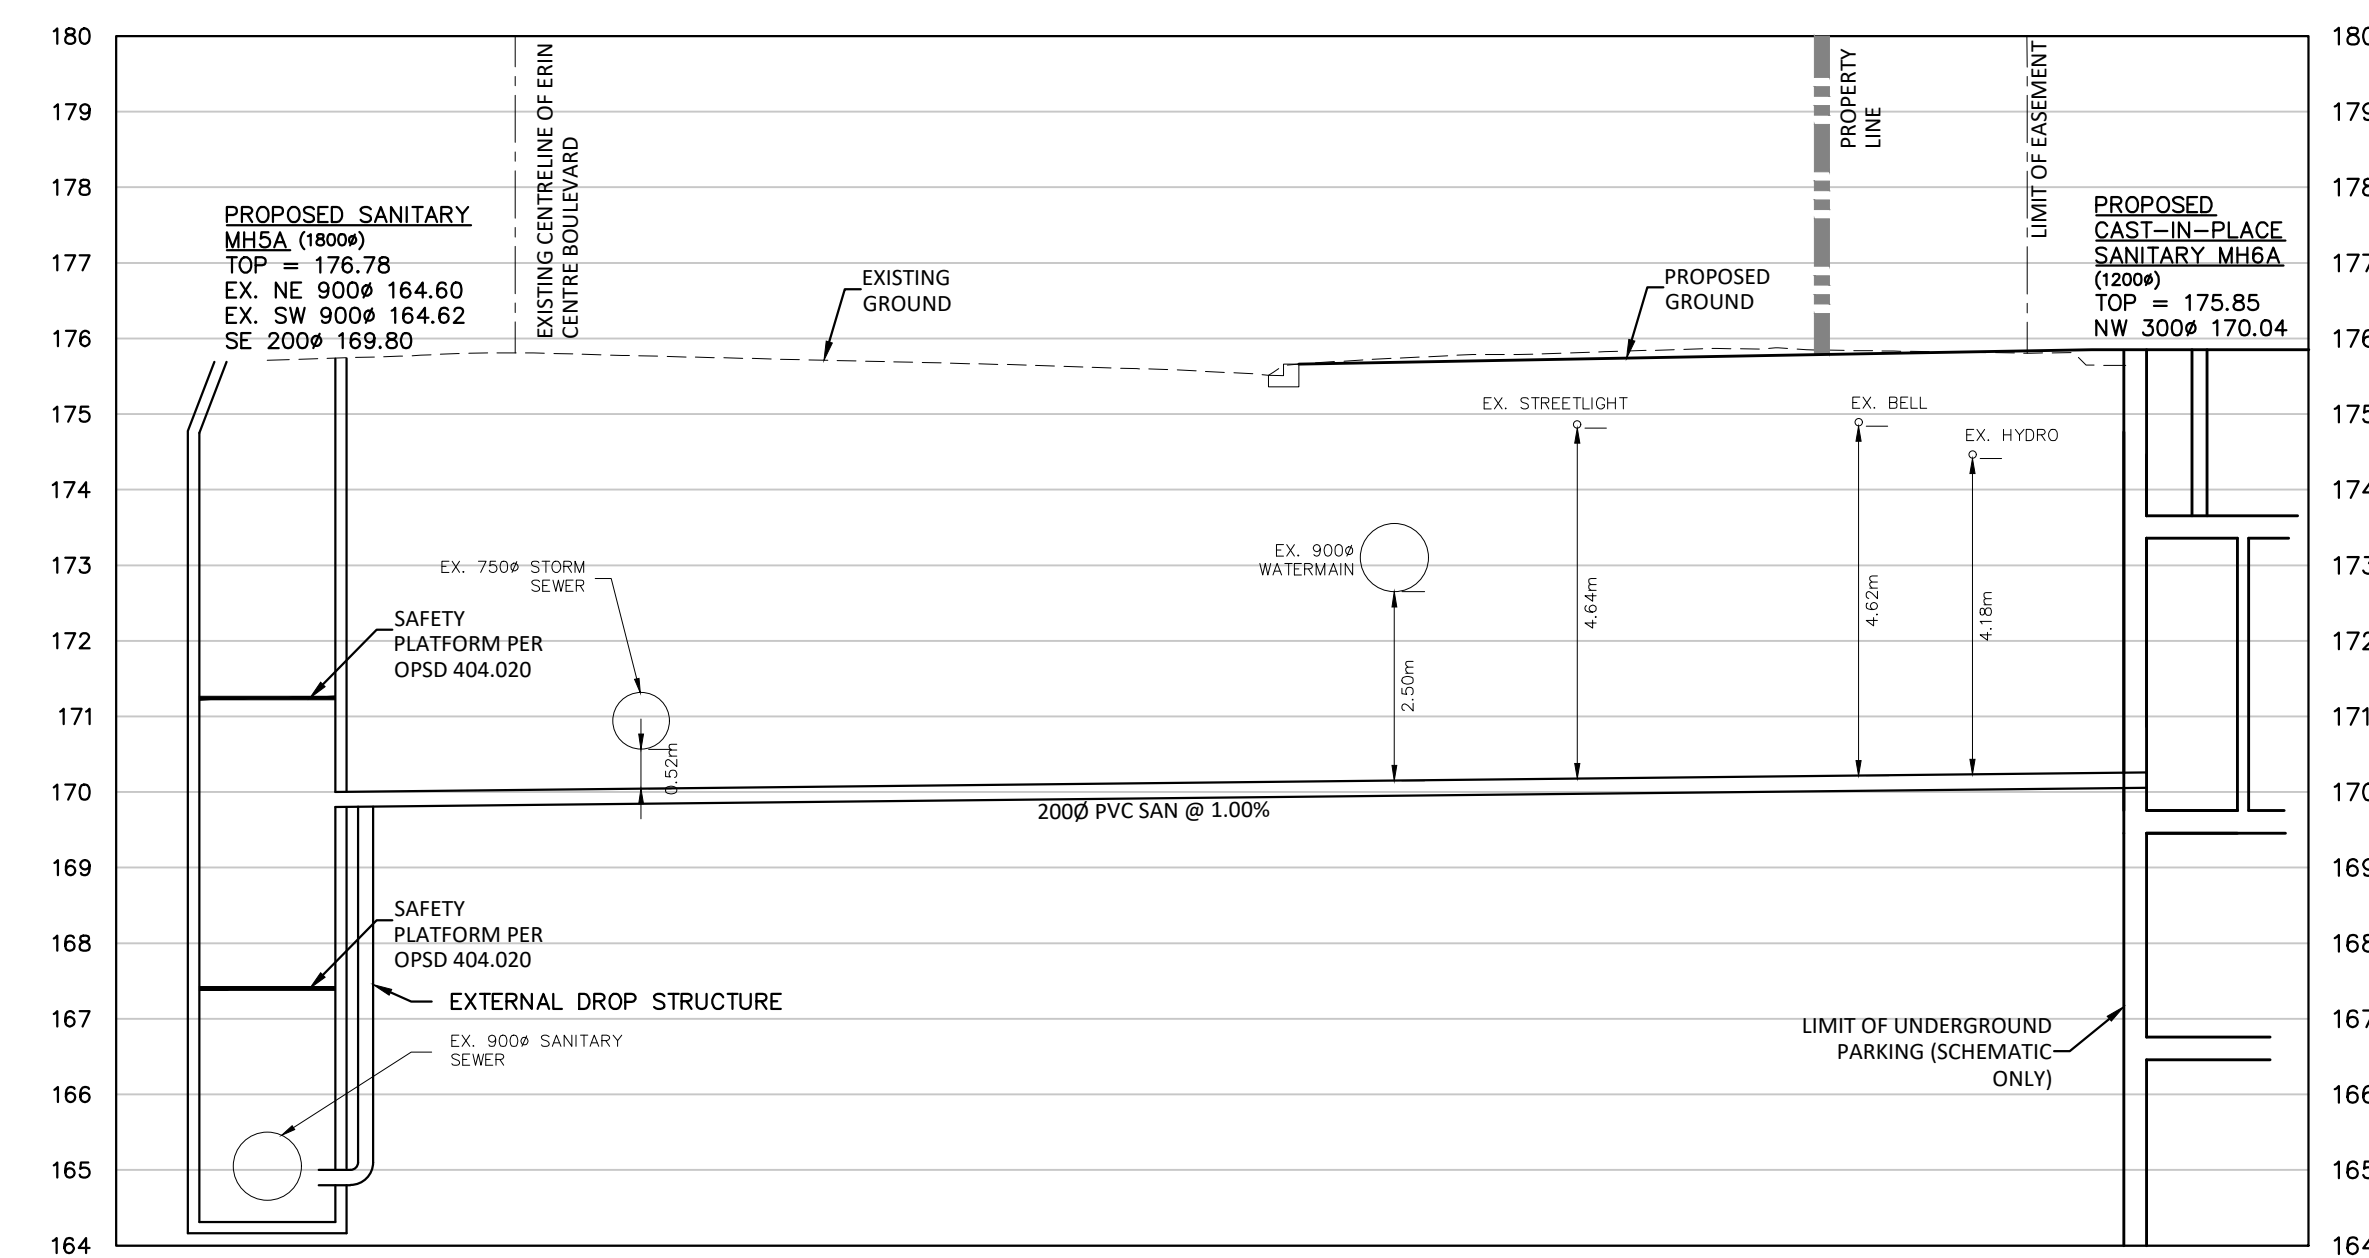 180
179
178
177
176
175
174
173
172
171
170
169
168
167
166
165
164
PROPOSED SANITARY
MH5A (1800ø)
TOP = 176.78
EX. NE 900ø 164.60
EX. SW 900ø 164.62
SE 200ø 169.80
EXISTING CENTRELINE OF ERIN
CENTRE BOULEVARD
EXISTING
GROUND
PROPOSED
GROUND
PROPERTY
LINE
LIMIT OF EASEMENT
PROPOSED
CAST-IN-PLACE
SANITARY MH6A
(1200ø)
TOP = 175.85
NW 300ø 170.04
EX. STREETLIGHT
EX. BELL
EX. HYDRO
EX. 750ø STORM
SEWER
EX. 900ø
WATERMAIN
SAFETY
PLATFORM PER
OPSD 404.020
0.52m
2.50m
4.64m
4.62m
4.18m
200Ø PVC SAN @ 1.00%
SAFETY
PLATFORM PER
OPSD 404.020
EXTERNAL DROP STRUCTURE
EX. 900ø SANITARY
SEWER
LIMIT OF UNDERGROUND
PARKING (SCHEMATIC
ONLY)